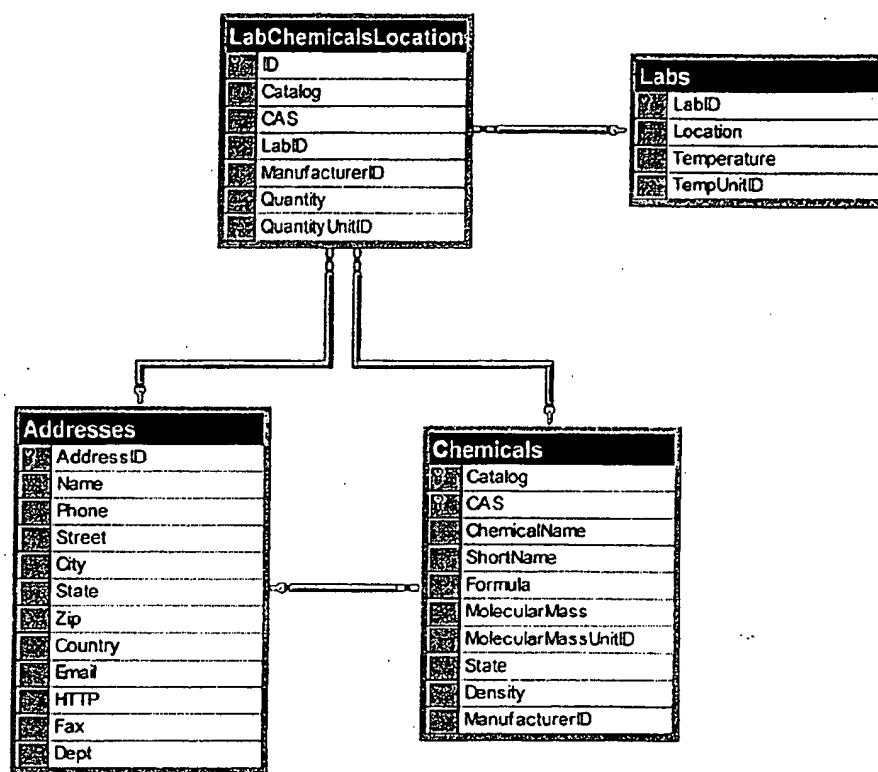 LabChemicalsLocation
ID
Catalog
CAS
LabID
ManufacturerID
Quantity
QuantityUnitID
Labs
LabID
Location
Temperature
TempUnitID
Addresses
AddressID
Name
Phone
Street
City
State
Zip
Country
Email
HTTP
Fax
Dept
Chemicals
Catalog
CAS
ChemicalName
ShortName
Formula
MolecularMass
MolecularMassUnitID
State
Density
ManufacturerID